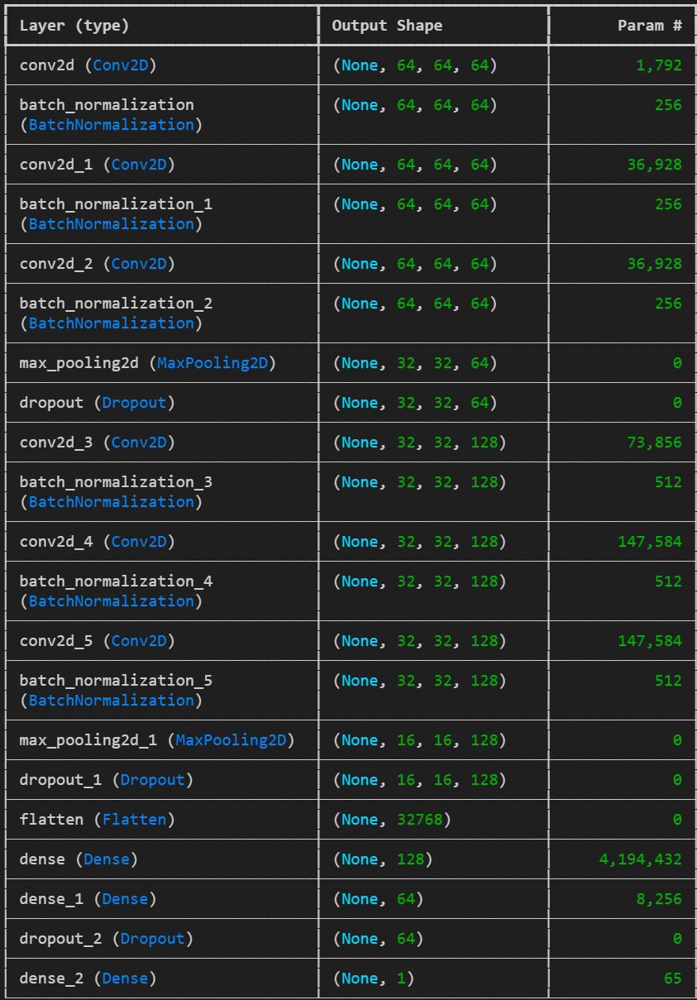 Layer (type) Output Shape Param #
conv2d (Conv2D) (None, 64, 64, 64) 1,792
batch_normalization (None, 64, 64, 64) 256
(BatchNormalization)
conv2d_1 (Conv2D) (None, 64, 64, 64) 36,928
batch_normalization_1 (None, 64, 64, 64) 256
(BatchNormalization)
conv2d_2 (Conv2D) (None, 64, 64, 64) 36,928
batch_normalization_2 (None, 64, 64, 64) 256
(BatchNormalization)
max_pooling2d (MaxPooling2D) (None, 32, 32, 64) 0
dropout (Dropout) (None, 32, 32, 64) 0
conv2d_3 (Conv2D) (None, 32, 32, 128) 73,856
batch_normalization_3 (None, 32, 32, 128) 512
(BatchNormalization)
conv2d_4 (Conv2D) (None, 32, 32, 128) 147,584
batch_normalization_4 (None, 32, 32, 128) 512
(BatchNormalization)
conv2d_5 (Conv2D) (None, 32, 32, 128) 147,584
batch_normalization_5 (None, 32, 32, 128) 512
(BatchNormalization)
max_pooling2d_1 (MaxPooling2D) (None, 16, 16, 128) 0
dropout_1 (Dropout) (None, 16, 16, 128) 0
flatten (Flatten) (None, 32768) 0
dense (Dense) (None, 128) 4,194,432
dense_1 (Dense) (None, 64) 8,256
dropout_2 (Dropout) (None, 64) 0
dense_2 (Dense) (None, 1) 65